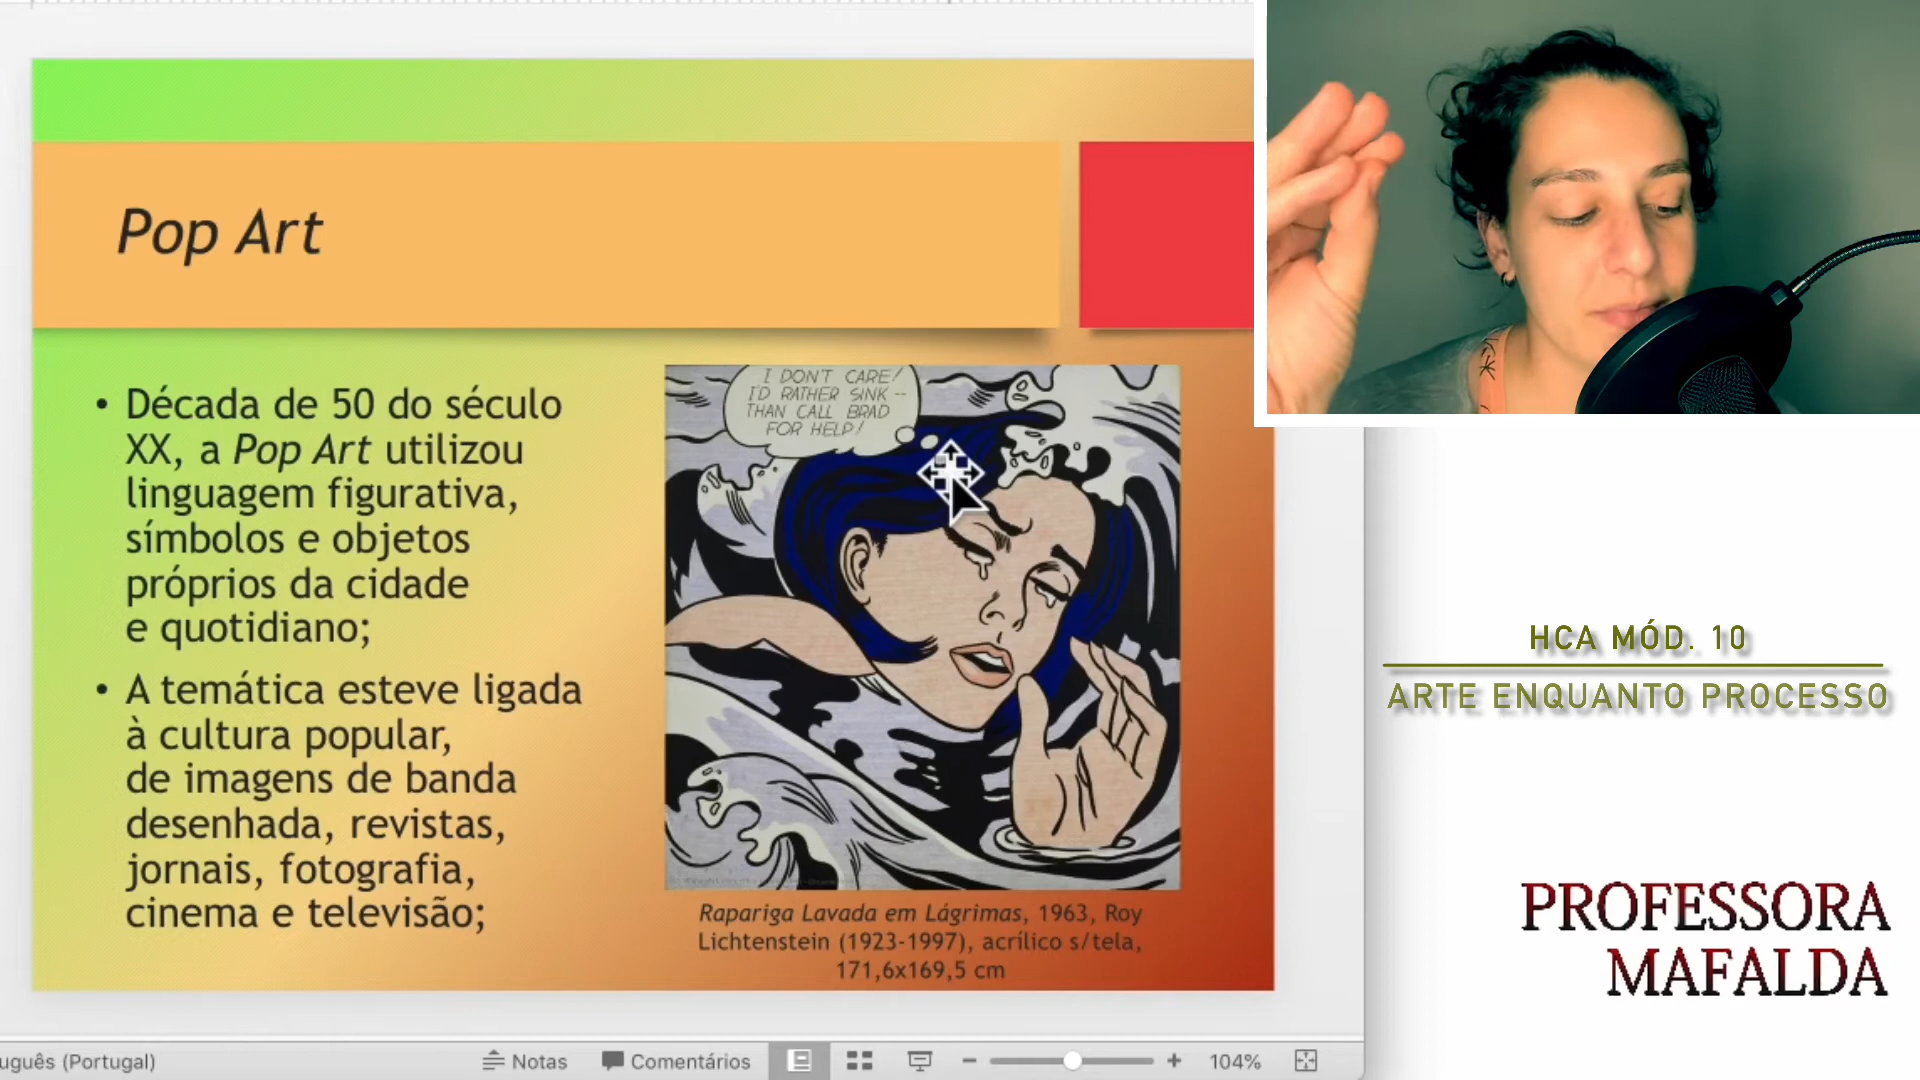 Pop Art
• Década de 50 do século
XX, a Pop Art utilizou
linguagem figurativa,
símbolos e objetos
próprios da cidade
e quotidiano;
• A temática esteve ligada
à cultura popular,
de imagens de banda
desenhada, revistas,
jornais, fotografia,
cinema e televisão;
I DON'T CARE!
I'D RATHER SINK --
THAN CALL BRAD
FOR HELP!
Rapariga Lavada em Lágrimas, 1963, Roy
Lichtenstein (1923-1997), acrílico s/tela,
171,6x169,5 cm
HCA MÓD. 10
ARTE ENQUANTO PROCESSO
PROFESSORA
MAFALDA
uguês (Portugal)
Notas
Comentários
104%